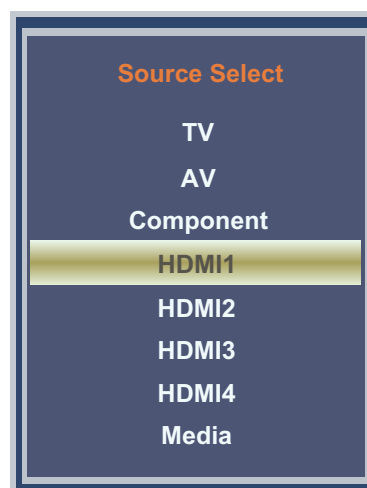 Source Select
TV
AV
Component
HDMI1
HDMI2
HDMI3
HDMI4
Media